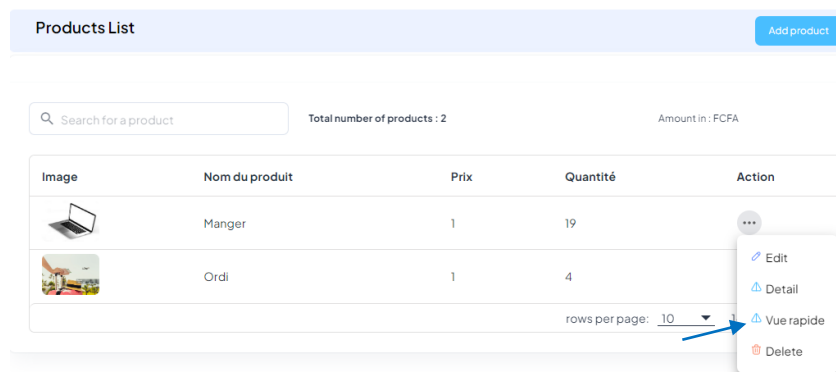 Products List
Add product
Search for a product
Total number of products : 2
Amount in : FCFA
Image Nom du produit Prix Quantité Action
Manger 1 19
Ordi 1 4
Edit
Detail
rows per page: 10 1
Vue rapide
Delete